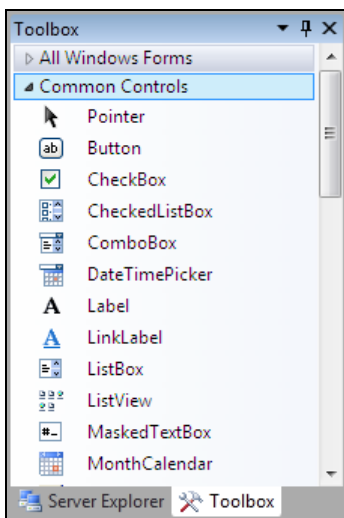 Toolbox
All Windows Forms
Common Controls
Pointer
ab Button
CheckBox
CheckedListBox
ComboBox
DateTimePicker
A Label
A LinkLabel
ListBox
ListView
#_ MaskedTextBox
MonthCalendar
Server Explorer Toolbox